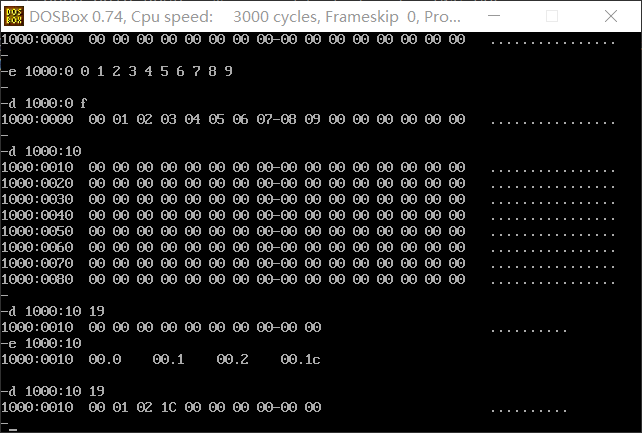 DOS BOX DOSBox 0.74, Cpu speed: 3000 cycles, Frameskip 0, Pro...
1000:0000 00 00 00 00 00 00 00 00-00 00 00 00 00 00 00 00 ................
-
-e 1000:0 0 1 2 3 4 5 6 7 8 9
-
-d 1000:0 f
1000:0000 00 01 02 03 04 05 06 07-08 09 00 00 00 00 00 00 ................
-
-d 1000:10
1000:0010 00 00 00 00 00 00 00 00-00 00 00 00 00 00 00 00 ................
1000:0020 00 00 00 00 00 00 00 00-00 00 00 00 00 00 00 00 ................
1000:0030 00 00 00 00 00 00 00 00-00 00 00 00 00 00 00 00 ................
1000:0040 00 00 00 00 00 00 00 00-00 00 00 00 00 00 00 00 ................
1000:0050 00 00 00 00 00 00 00 00-00 00 00 00 00 00 00 00 ................
1000:0060 00 00 00 00 00 00 00 00-00 00 00 00 00 00 00 00 ................
1000:0070 00 00 00 00 00 00 00 00-00 00 00 00 00 00 00 00 ................
1000:0080 00 00 00 00 00 00 00 00-00 00 00 00 00 00 00 00 ................
-
-d 1000:10 19
1000:0010 00 00 00 00 00 00 00 00-00 00 ..........
-e 1000:10
1000:0010 00.0 00.1 00.2 00.1c
-d 1000:10 19
1000:0010 00 01 02 1C 00 00 00 00-00 00 ..........
-_